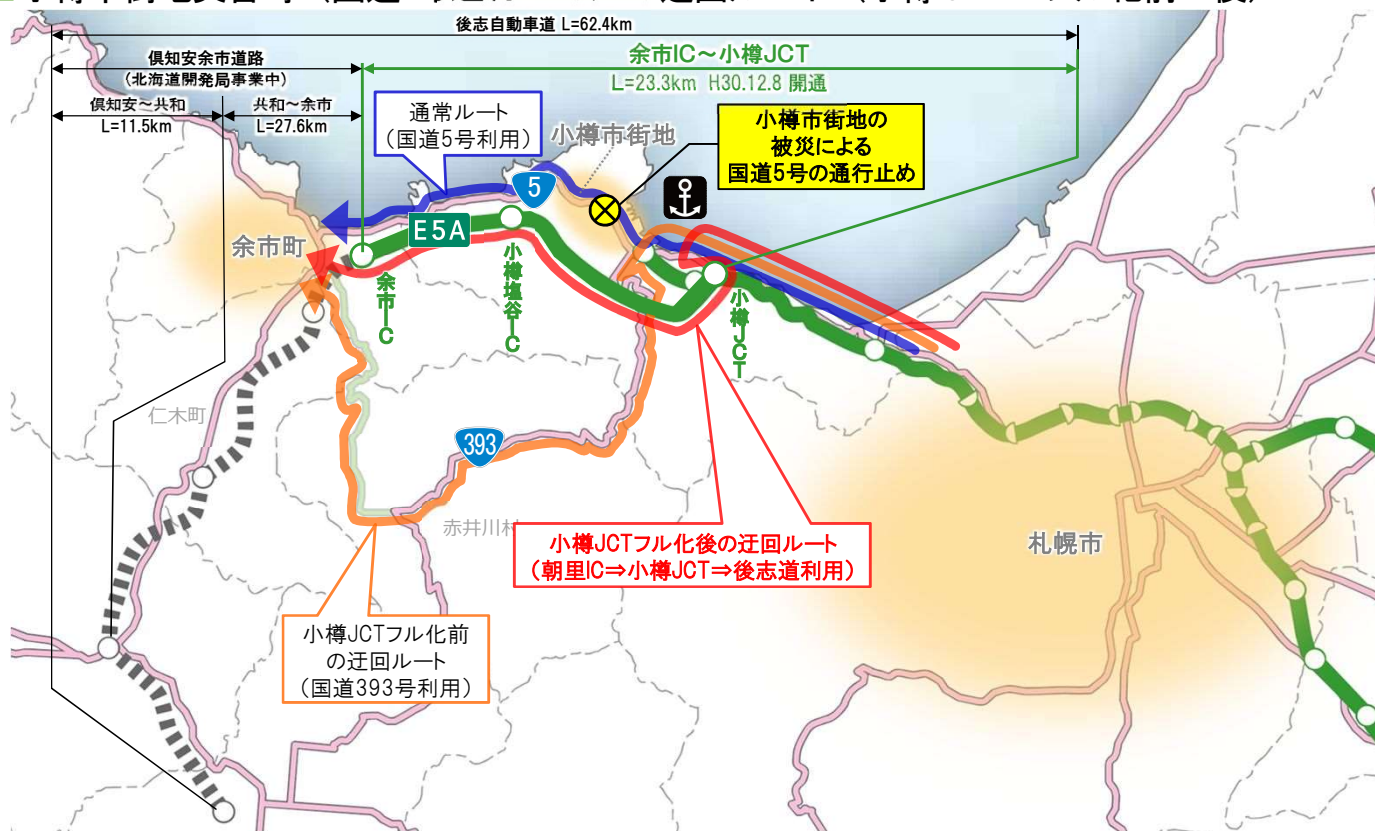 後志自動車道 L=62.4km
倶知安余市道路
(北海道開発局事業中)
余市IC～小樽JCT
L=23.3km H30.12.8 開通
倶知安～共和
L=11.5km
共和～余市
L=27.6km
通常ルート
(国道5号利用)
小樽市街地
小樽市街地の
被災による
国道5号の通行止め
5
E5A
余市町
余市IC
小樽塩谷IC
小樽JCT
仁木町
393
赤井川村
札幌市
小樽JCTフル化後の迂回ルート
(朝里IC⇒小樽JCT⇒後志道利用)
小樽JCTフル化前
の迂回ルート
(国道393号利用)